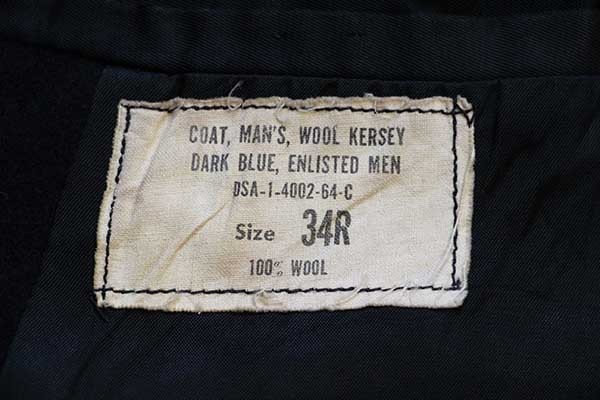 COAT, MAN'S, WOOL KERSEY
DARK BLUE, ENLISTED MEN
DSA-1-4002-64-C
Size 34R
100% WOOL